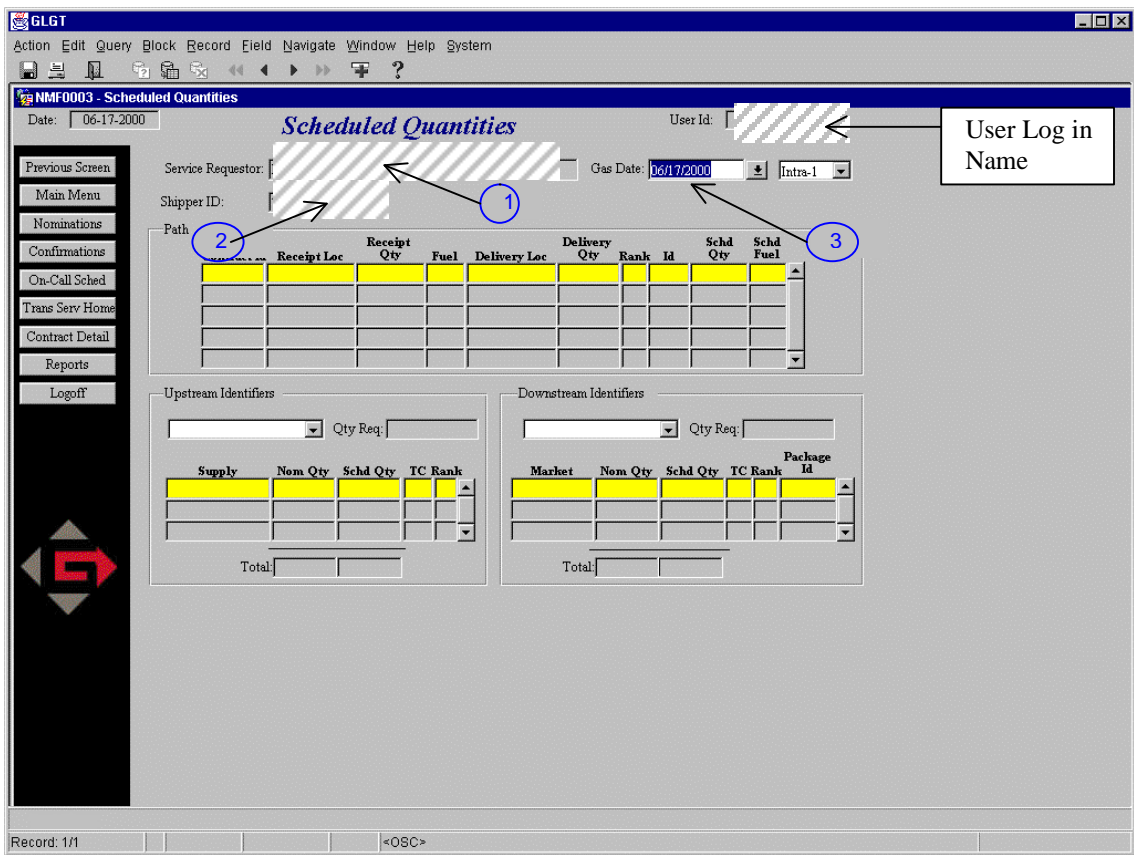 GLGT
Action Edit Query Block Record Field Navigate Window Help System
NMF0003 - Scheduled Quantities
Date: 06-17-2000
Scheduled Quantities
User Id:
User Log in
Name
Previous Screen
Main Menu
Nominations
Confirmations
On-Call Sched
Trans Serv Home
Contract Detail
Reports
Logoff
Service Requestor:
Gas Date: 06/17/2000 Intra-1
Shipper ID:
1
2
3
Path
Receipt Loc Receipt Qty Fuel Delivery Loc Delivery Qty Rank Id Schd Qty Schd Fuel
Upstream Identifiers
Qty Req:
Supply Nom Qty Schd Qty TC Rank
Total:
Downstream Identifiers
Qty Req:
Market Nom Qty Schd Qty TC Rank Package Id
Total:
Record: 1/1 <OSC>